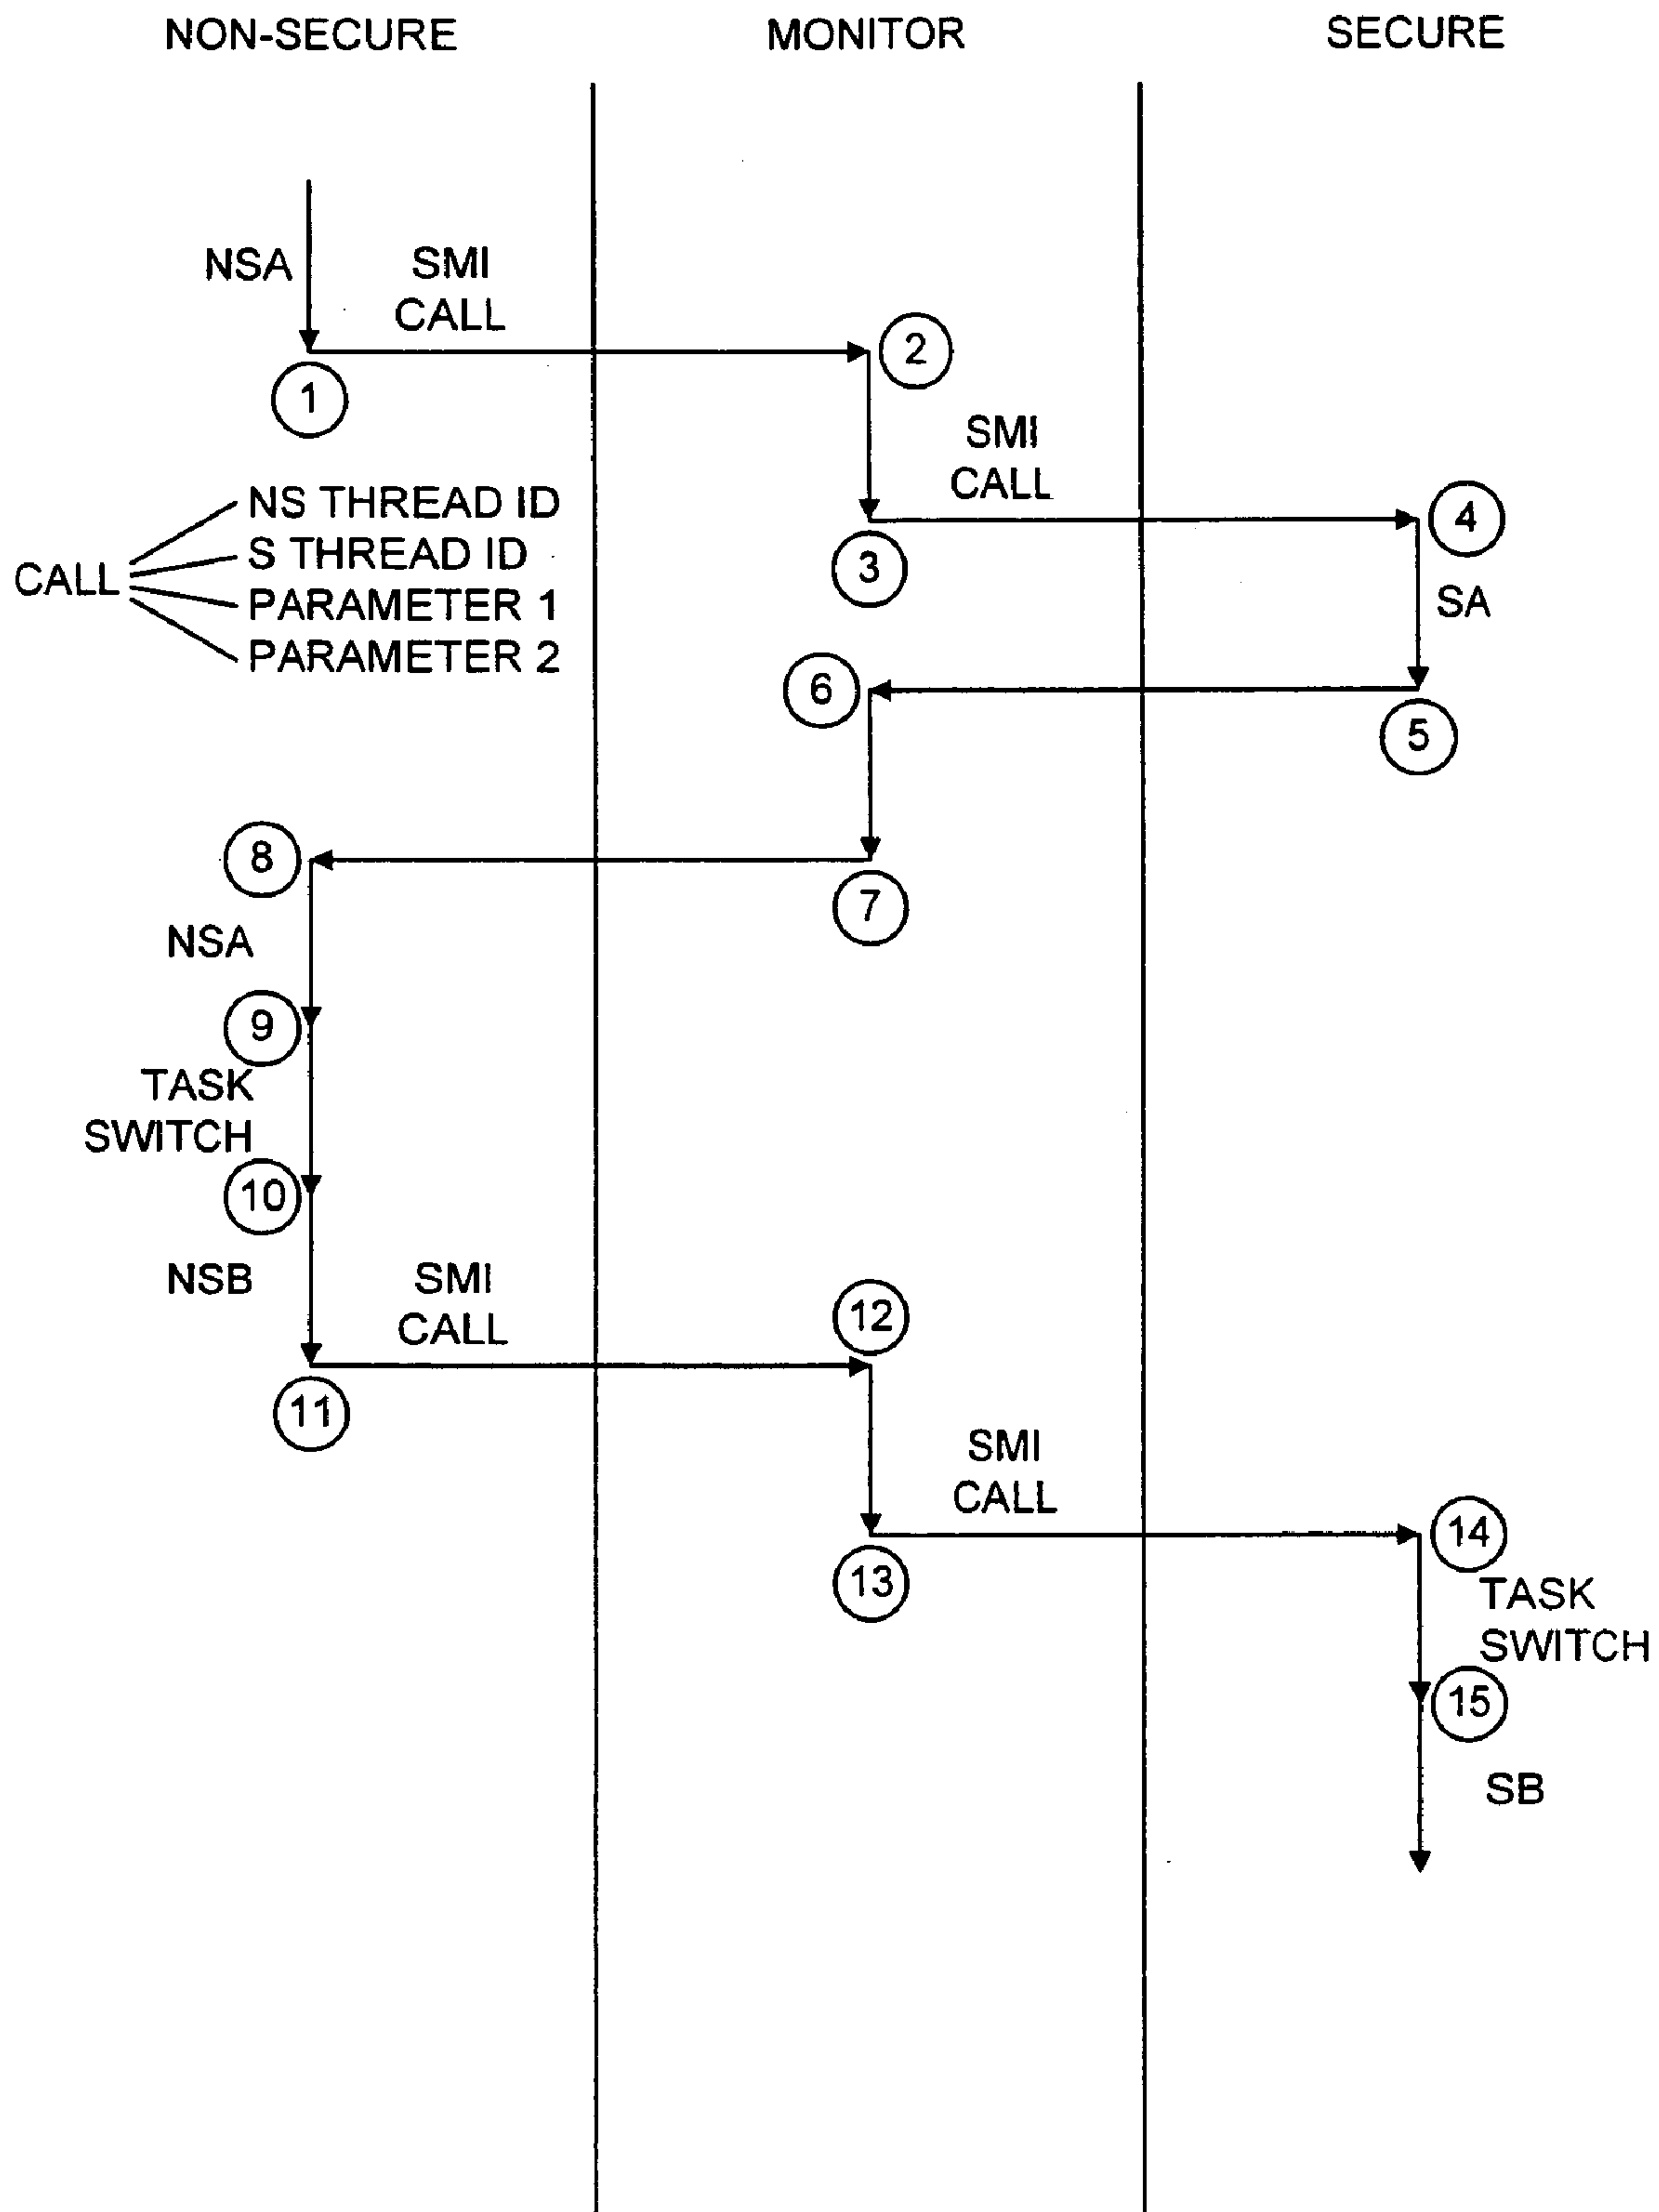 NON-SECURE
MONITOR
SECURE
NSA
SMI
CALL
1
2
SMI
CALL
3
4
NS THREAD ID
S THREAD ID
CALL
PARAMETER 1
PARAMETER 2
SA
6
5
8
7
NSA
9
TASK
SWITCH
10
NSB
SMI
CALL
12
11
SMI
CALL
13
14
TASK
SWITCH
15
SB